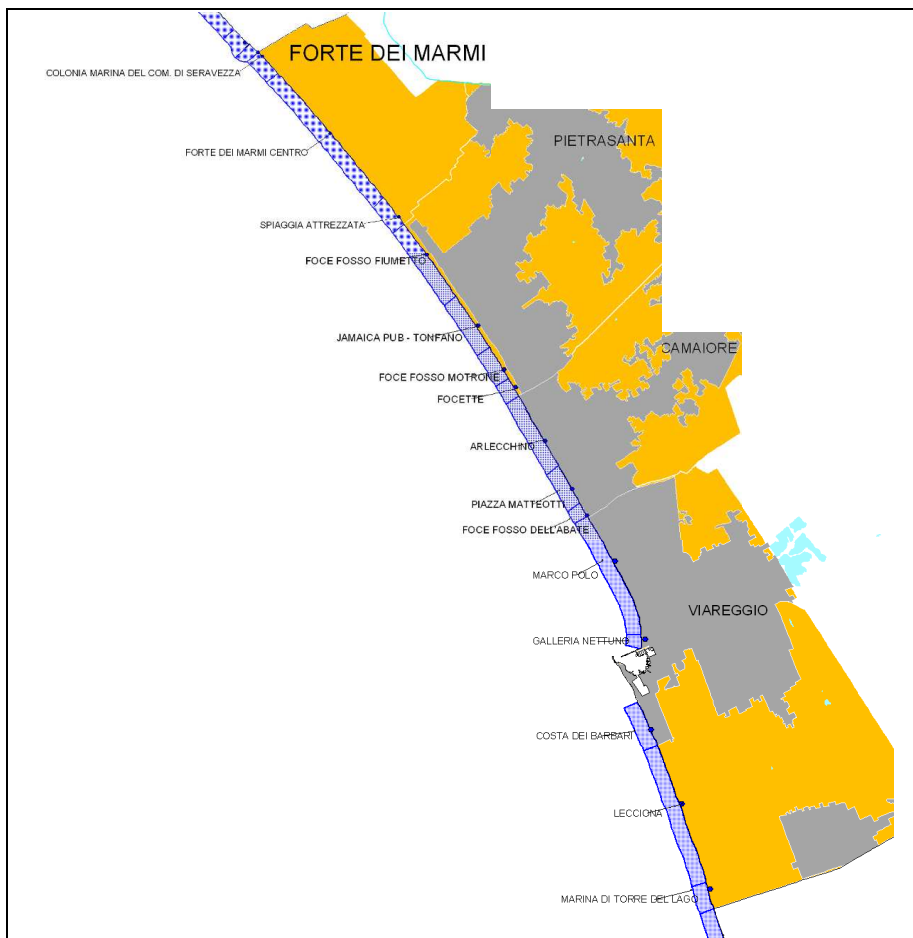 FORTE DEI MARMI
COLONIA MARINA DEL COM. DI SERAVEZZA
PIETRASANTA
FORTE DEI MARMI CENTRO
SPIAGGIA ATTREZZATA
FOCE FOSSO FIUMETTO
JAMAICA PUB - TONFANO
CAMAIORE
FOCE FOSSO MOTRONE
FOCETTE
ARLECCHINO
PIAZZA MATTEOTTI
FOCE FOSSO DELL'ABATE
MARCO POLO
VIAREGGIO
GALLERIA NETTUNO
COSTA DEI BARBARI
LECCIONA
MARINA DI TORRE DEL LAGO